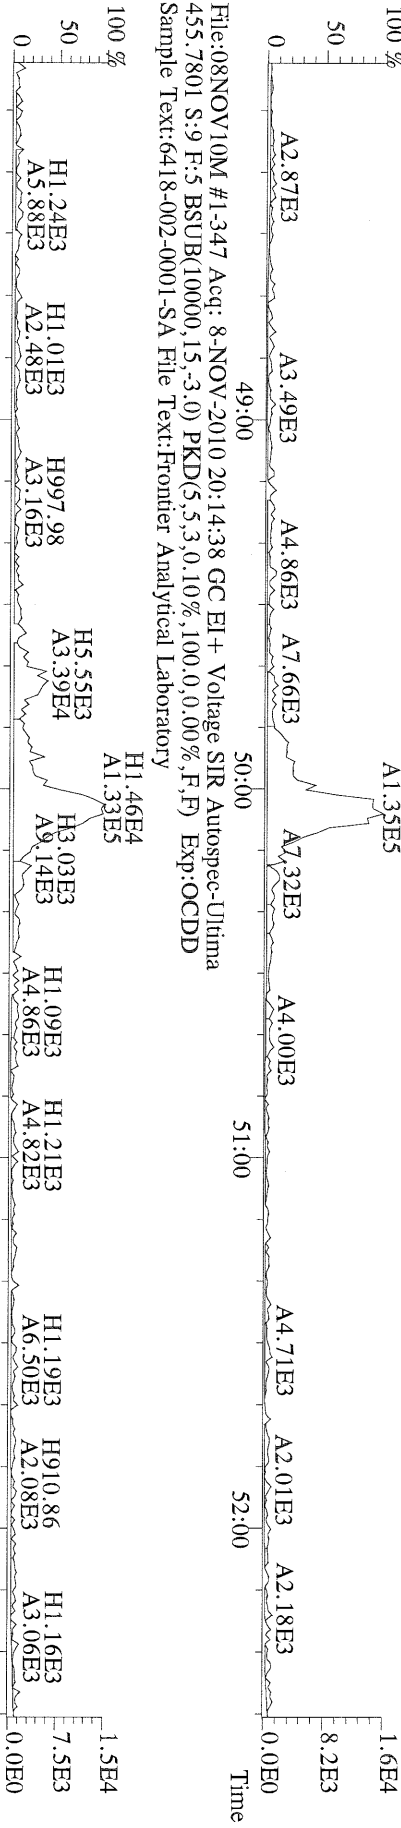 100 %
50
0
A2.87E3
A3.49E3
A4.86E3
A7.66E3
A1.35E5
A7.32E3
A4.00E3
A4.71E3
A2.01E3
A2.18E3
1.6E4
8.2E3
0.0E0
49:00
50:00
51:00
52:00
Time
File:08NOV10M #1-347 Acq: 8-NOV-2010 20:14:38 GC EI+ Voltage SIR Autospec-Ultima
455.7801 S:9 F:5 BSUB(10000,15,-3.0) PKD(5,5,3,0.10%,100.0,0.00%,F,F) Exp:OCDD
Sample Text:6418-002-0001-SA File Text:Frontier Analytical Laboratory
100 %
50
0
H1.24E3
A5.88E3
H1.01E3
A2.48E3
H997.98
A3.16E3
H5.55E3
A3.39E4
H1.46E4
A1.33E5
H3.03E3
A9.14E3
H1.09E3
A4.86E3
H1.21E3
A4.82E3
H1.19E3
A6.50E3
H910.86
A2.08E3
H1.16E3
A3.06E3
1.5E4
7.5E3
0.0E0